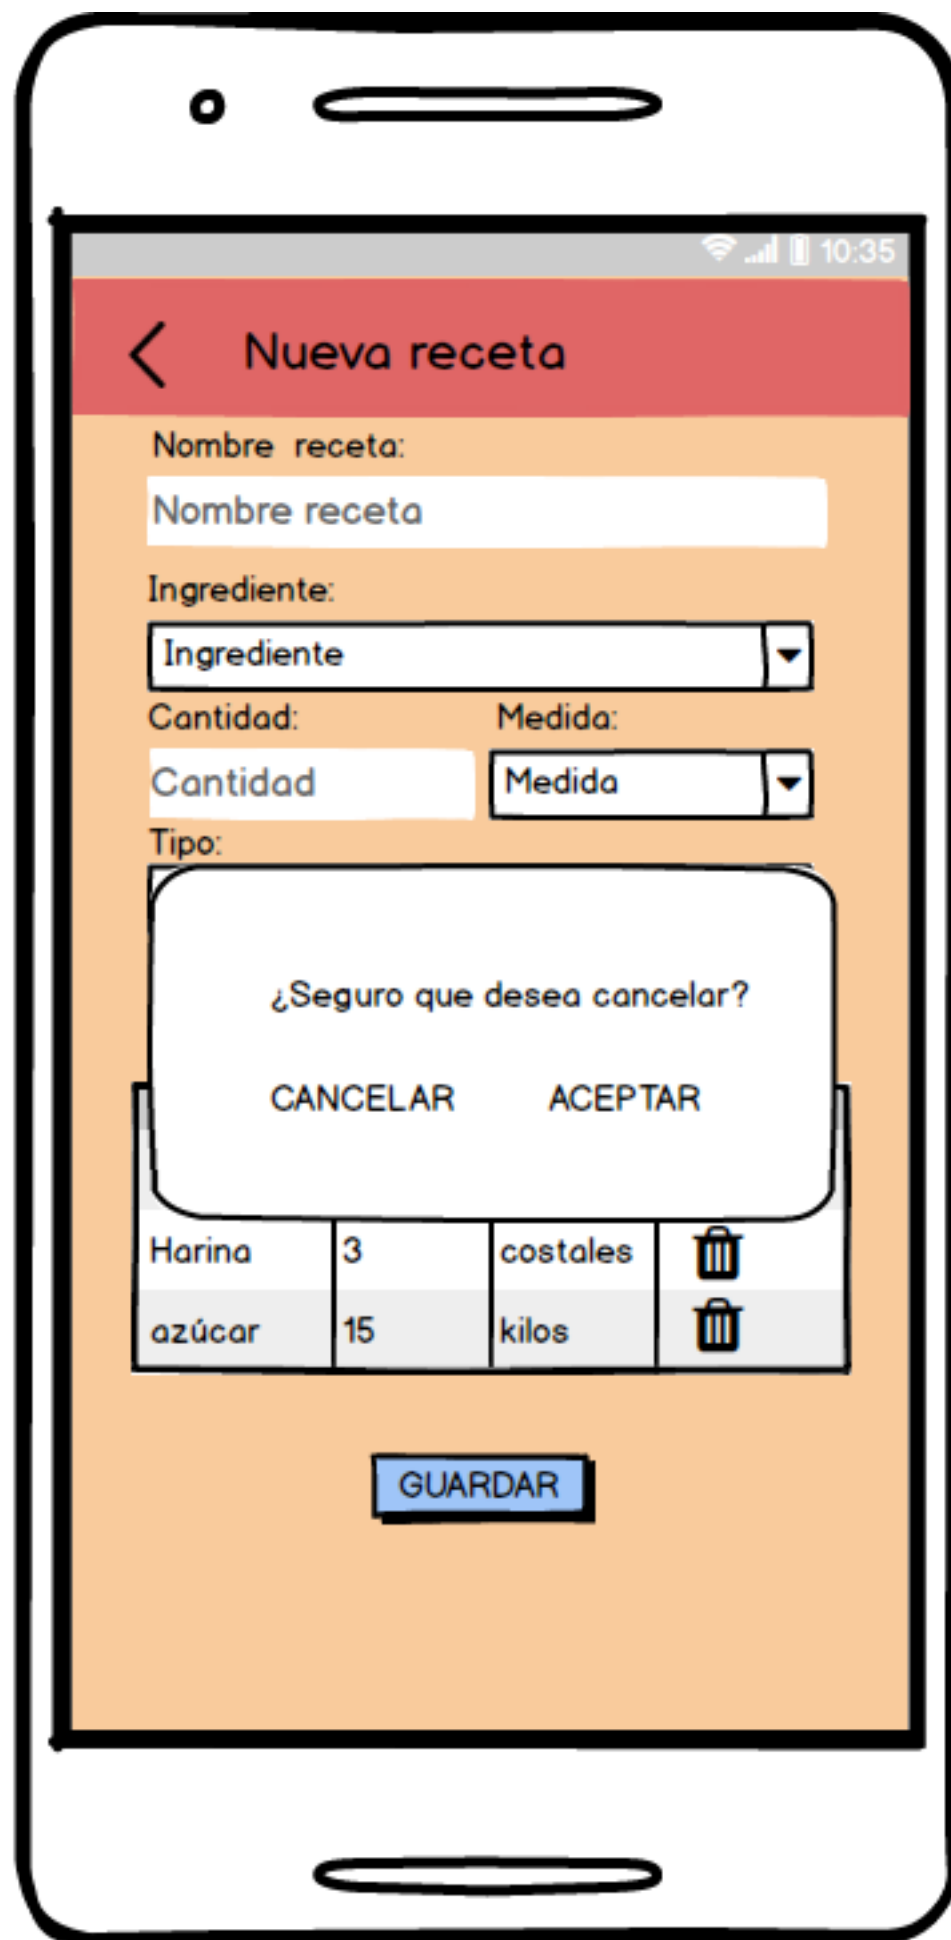 10:35
Nueva receta
Nombre receta:
Nombre receta
Ingrediente:
Ingrediente
Cantidad: Medida:
Cantidad Medida
Tipo:
¿Seguro que desea cancelar?
CANCELAR ACEPTAR
Harina 3 costales
azúcar 15 kilos
GUARDAR